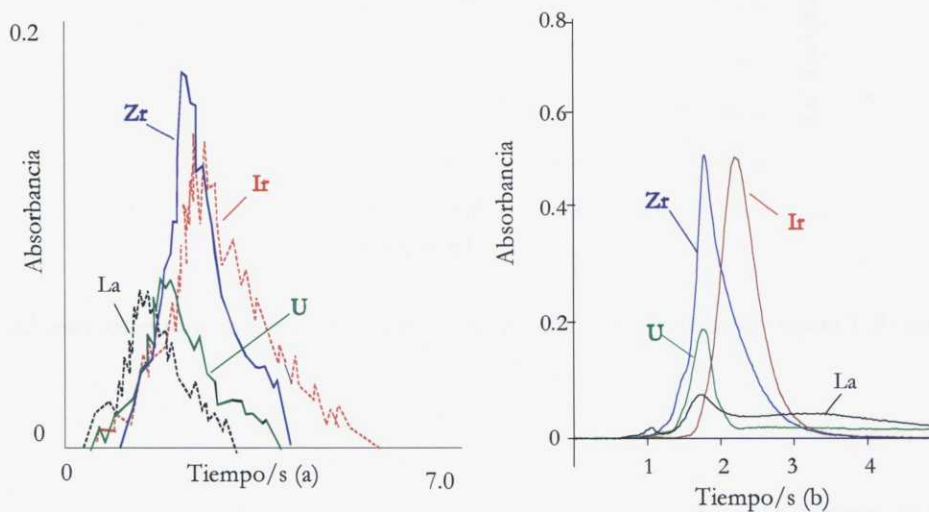 0.2
Absorbancia
Zr
Ir
La
U
0
0
Tiempo/s (a)
7.0
0.8
0.6
0.4
0.2
0
Absorbancia
Zr
Ir
U
La
1
2
3
4
Tiempo/s (b)